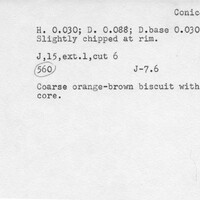 Conic
H. 0.030; D. 0.088; D.base 0.030
Slightly chipped at rim.
J,15,ext.1,cut 6
560 J-7.6
Coarse orange-brown biscuit with
core.